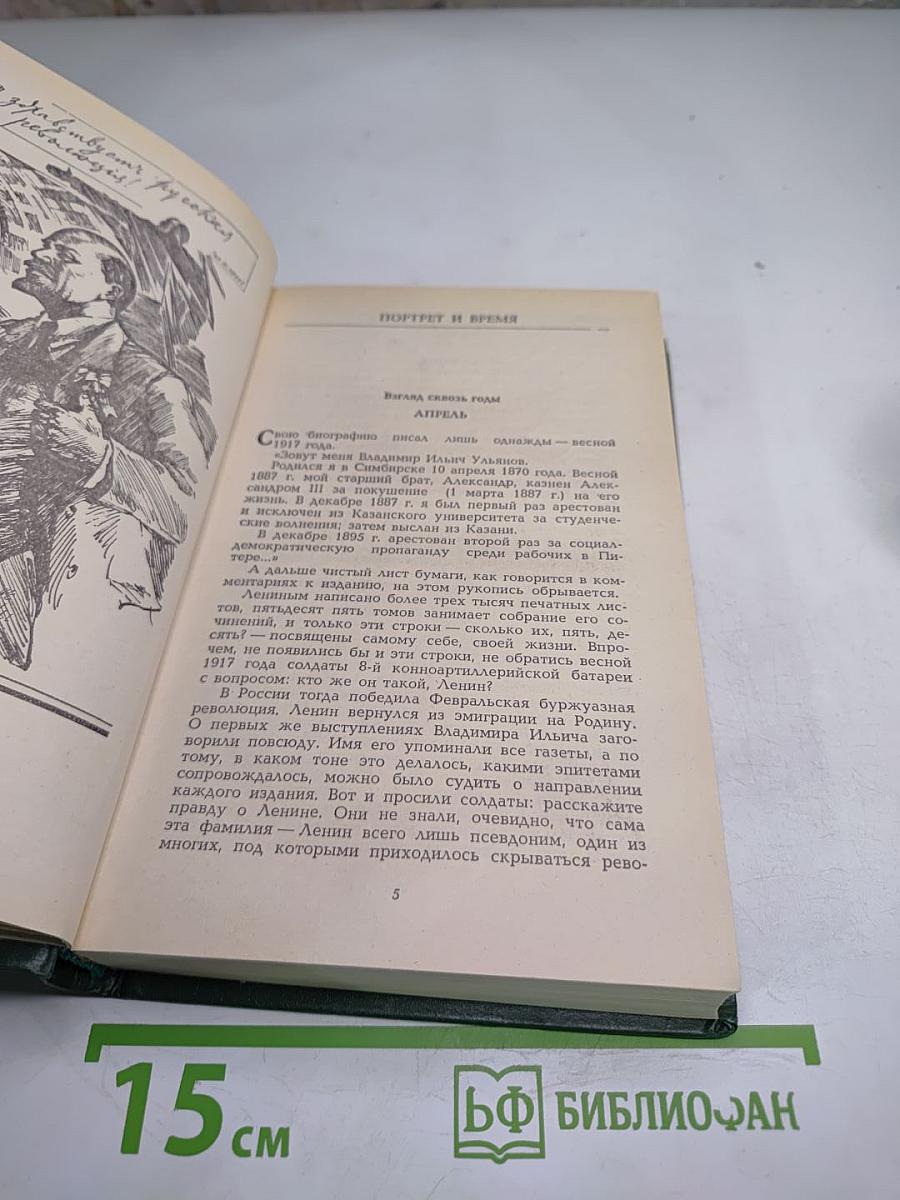 здравствует русская
революция!
ПОРТРЕТ И ВРЕМЯ
Взгляд сквозь годы
АПРЕЛЬ
Свою биографию писал лишь однажды — весной
1917 года.
«Зовут меня Владимир Ильич Ульянов.
Родился я в Симбирске 10 апреля 1870 года. Весной
1887 г. мой старший брат, Александр, казнен Алек-
сандром III за покушение (1 марта 1887 г.) на его
жизнь. В декабре 1887 г. я был первый раз арестован
и исключен из Казанского университета за студенче-
ские волнения; затем выслан из Казани.
В декабре 1895 г. арестован второй раз за социал-
демократическую пропаганду среди рабочих в Пи-
тере...»
А дальше чистый лист бумаги, как говорится в ком-
ментариях к изданию, на этом рукопись обрывается.
Лениным написано более трех тысяч печатных лис-
тов, пятьдесят пять томов занимает собрание его со-
чинений, и только эти строки — сколько их, пять, де-
сять? — посвящены самому себе, своей жизни. Впро-
чем, не появились бы и эти строки, не обратись весной
1917 года солдаты 8-й конноартиллерийской батареи
с вопросом: кто же он такой, Ленин?
В России тогда победила Февральская буржуазная
революция. Ленин вернулся из эмиграции на Родину.
О первых же выступлениях Владимира Ильича заго-
ворили повсюду. Имя его упоминали все газеты, а по
тому, в каком тоне это делалось, какими эпитетами
сопровождалось, можно было судить о направлении
каждого издания. Вот и просили солдаты: расскажите
правду о Ленине. Они не знали, очевидно, что сама
эта фамилия — Ленин всего лишь псевдоним, один из
многих, под которыми приходилось скрываться рево-
5
15 см
БФ БИБЛИОФАН